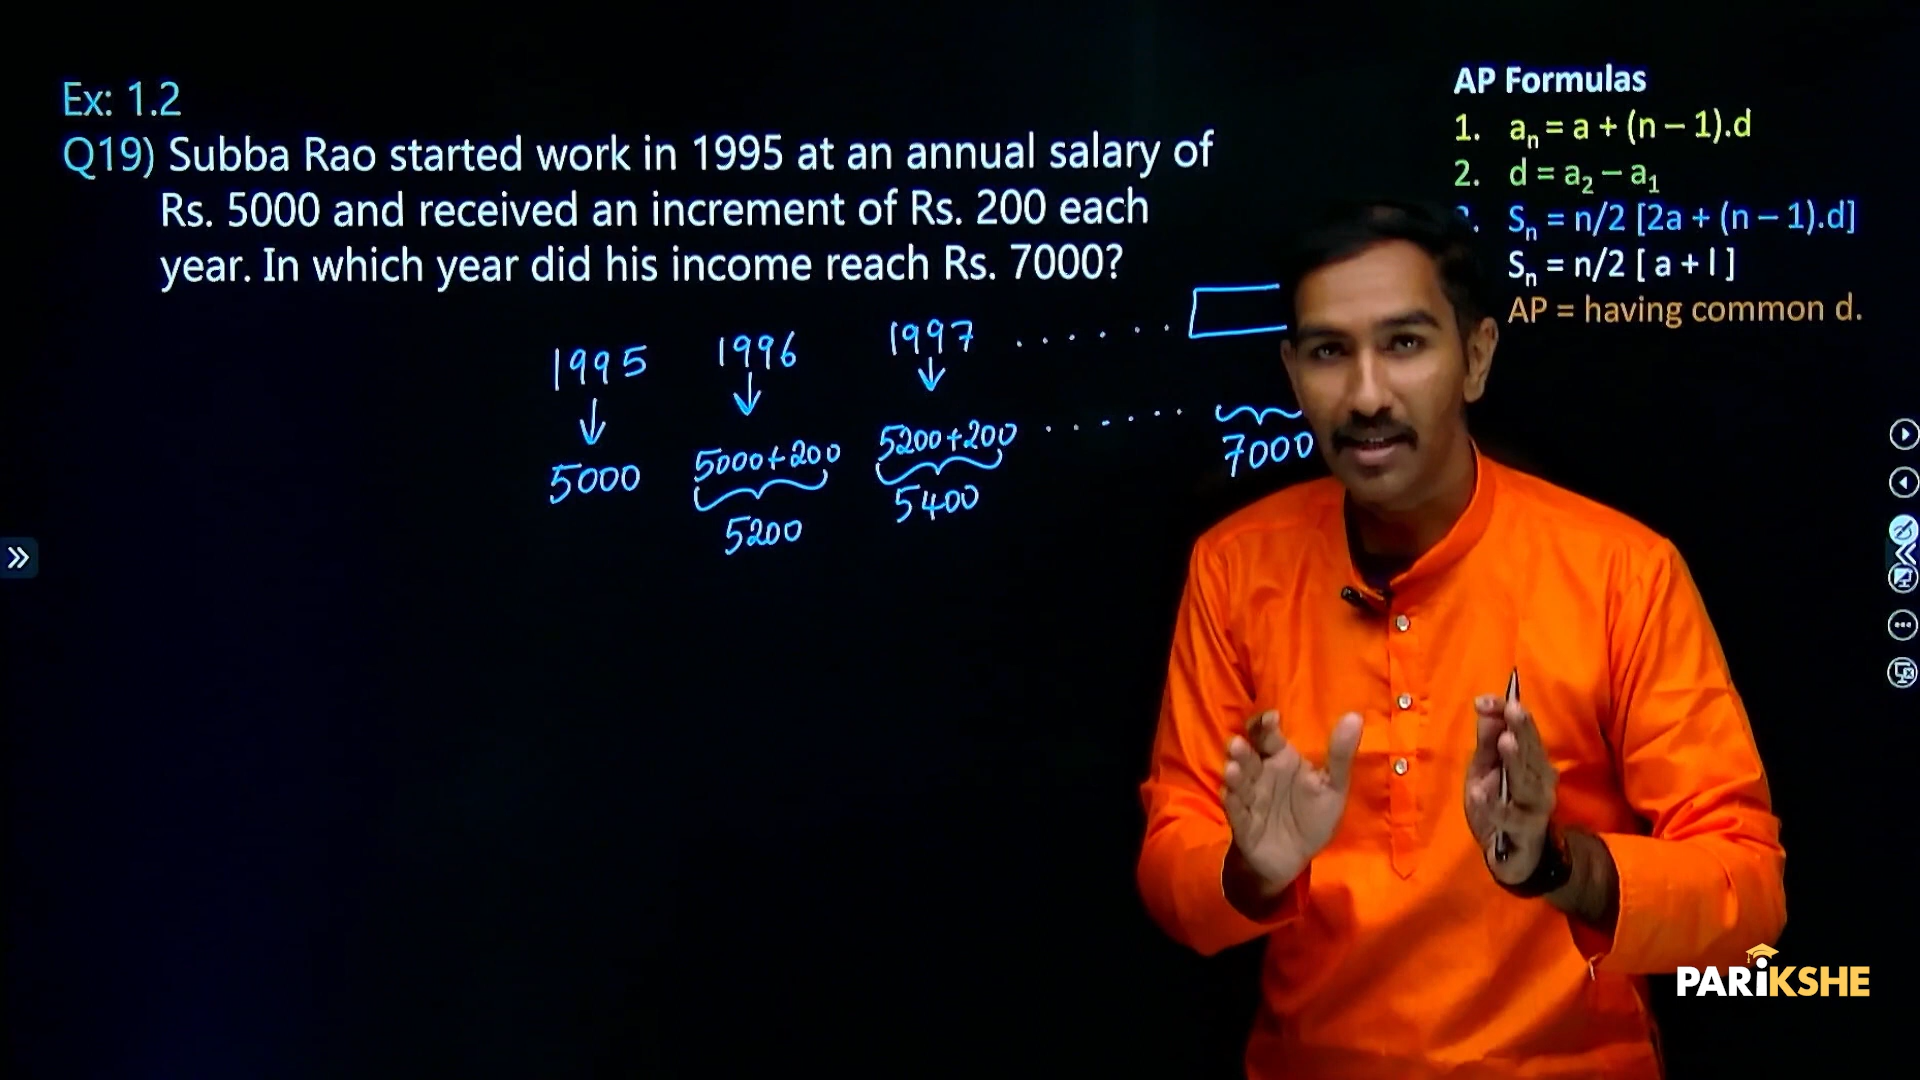 Ex: 1.2
Q19) Subba Rao started work in 1995 at an annual salary of
Rs. 5000 and received an increment of Rs. 200 each
year. In which year did his income reach Rs. 7000?
1995 1996 1997 . . . . . .
5000 5000+200 5200+200 . . . . . . 7000
5200 5400
AP Formulas
1. aₙ = a + (n – 1).d
2. d = a₂ – a₁
Sₙ = n/2 [2a + (n – 1).d]
Sₙ = n/2 [ a + l ]
AP = having common d.
PARiKSHE